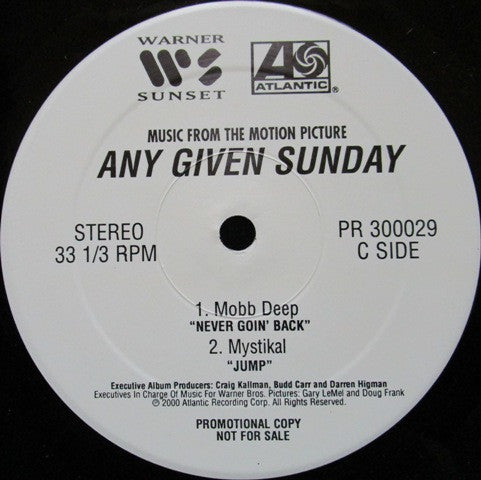 WARNER
WS
SUNSET
A
ATLANTIC®
MUSIC FROM THE MOTION PICTURE
ANY GIVEN SUNDAY
STEREO
33 1/3 RPM
PR 300029
C SIDE
1. Mobb Deep
"NEVER GOIN' BACK"
2. Mystikal
"JUMP"
Executive Album Producers: Craig Kallman, Budd Carr and Darren Higman
Executives In Charge Of Music For Warner Bros. Pictures: Gary LeMel and Doug Frank
℗2000 Atlantic Recording Corp. All Rights Reserved.
PROMOTIONAL COPY
NOT FOR SALE